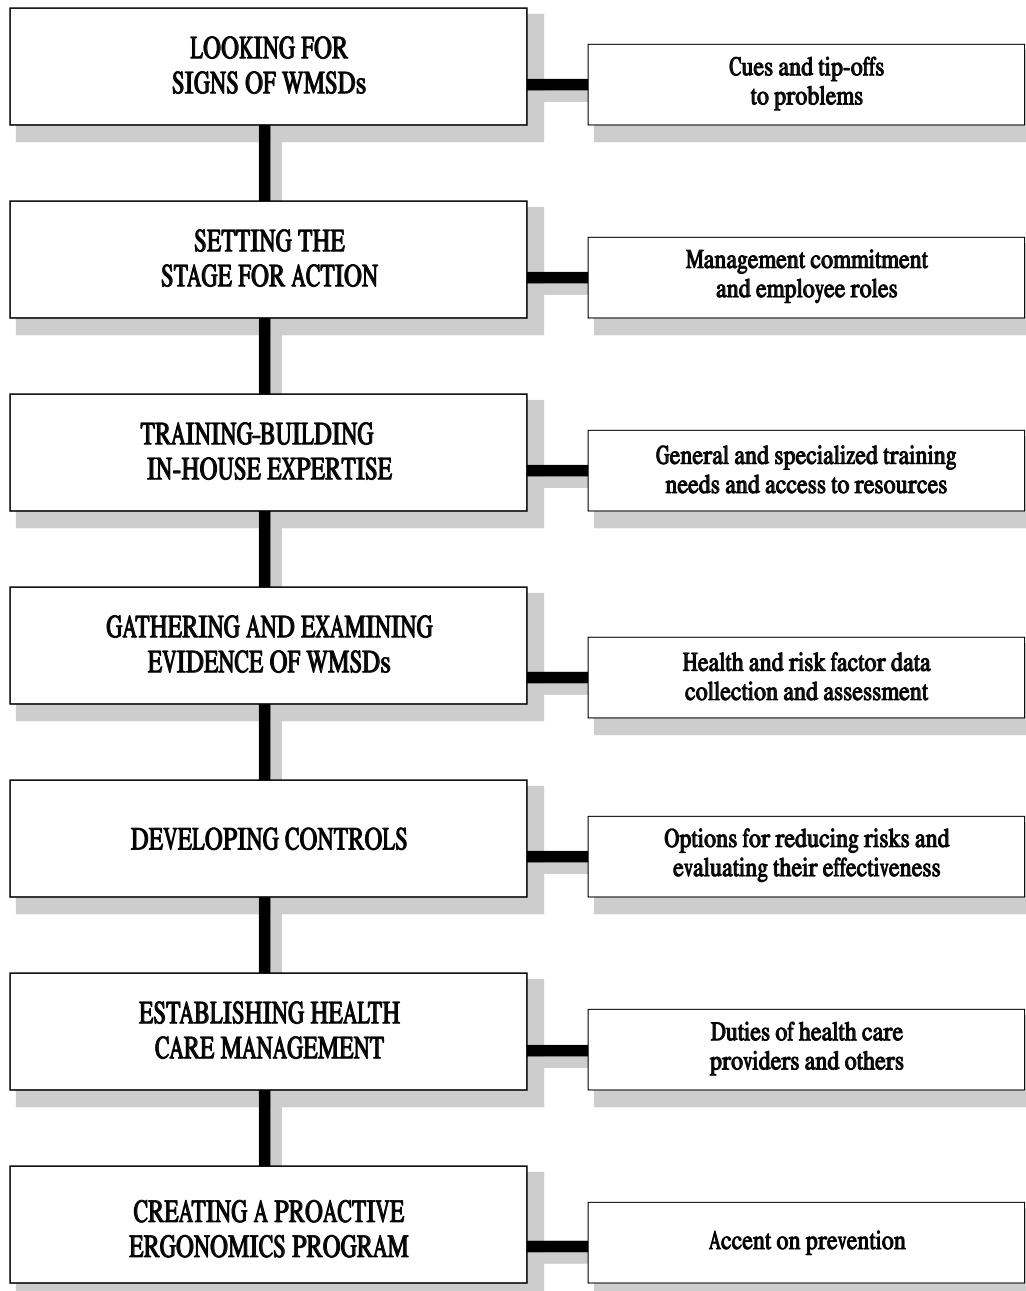 LOOKING FOR
SIGNS OF WMSDs
Cues and tip-offs
to problems
SETTING THE
STAGE FOR ACTION
Management commitment
and employee roles
TRAINING-BUILDING
IN-HOUSE EXPERTISE
General and specialized training
needs and access to resources
GATHERING AND EXAMINING
EVIDENCE OF WMSDs
Health and risk factor data
collection and assessment
DEVELOPING CONTROLS
Options for reducing risks and
evaluating their effectiveness
ESTABLISHING HEALTH
CARE MANAGEMENT
Duties of health care
providers and others
CREATING A PROACTIVE
ERGONOMICS PROGRAM
Accent on prevention